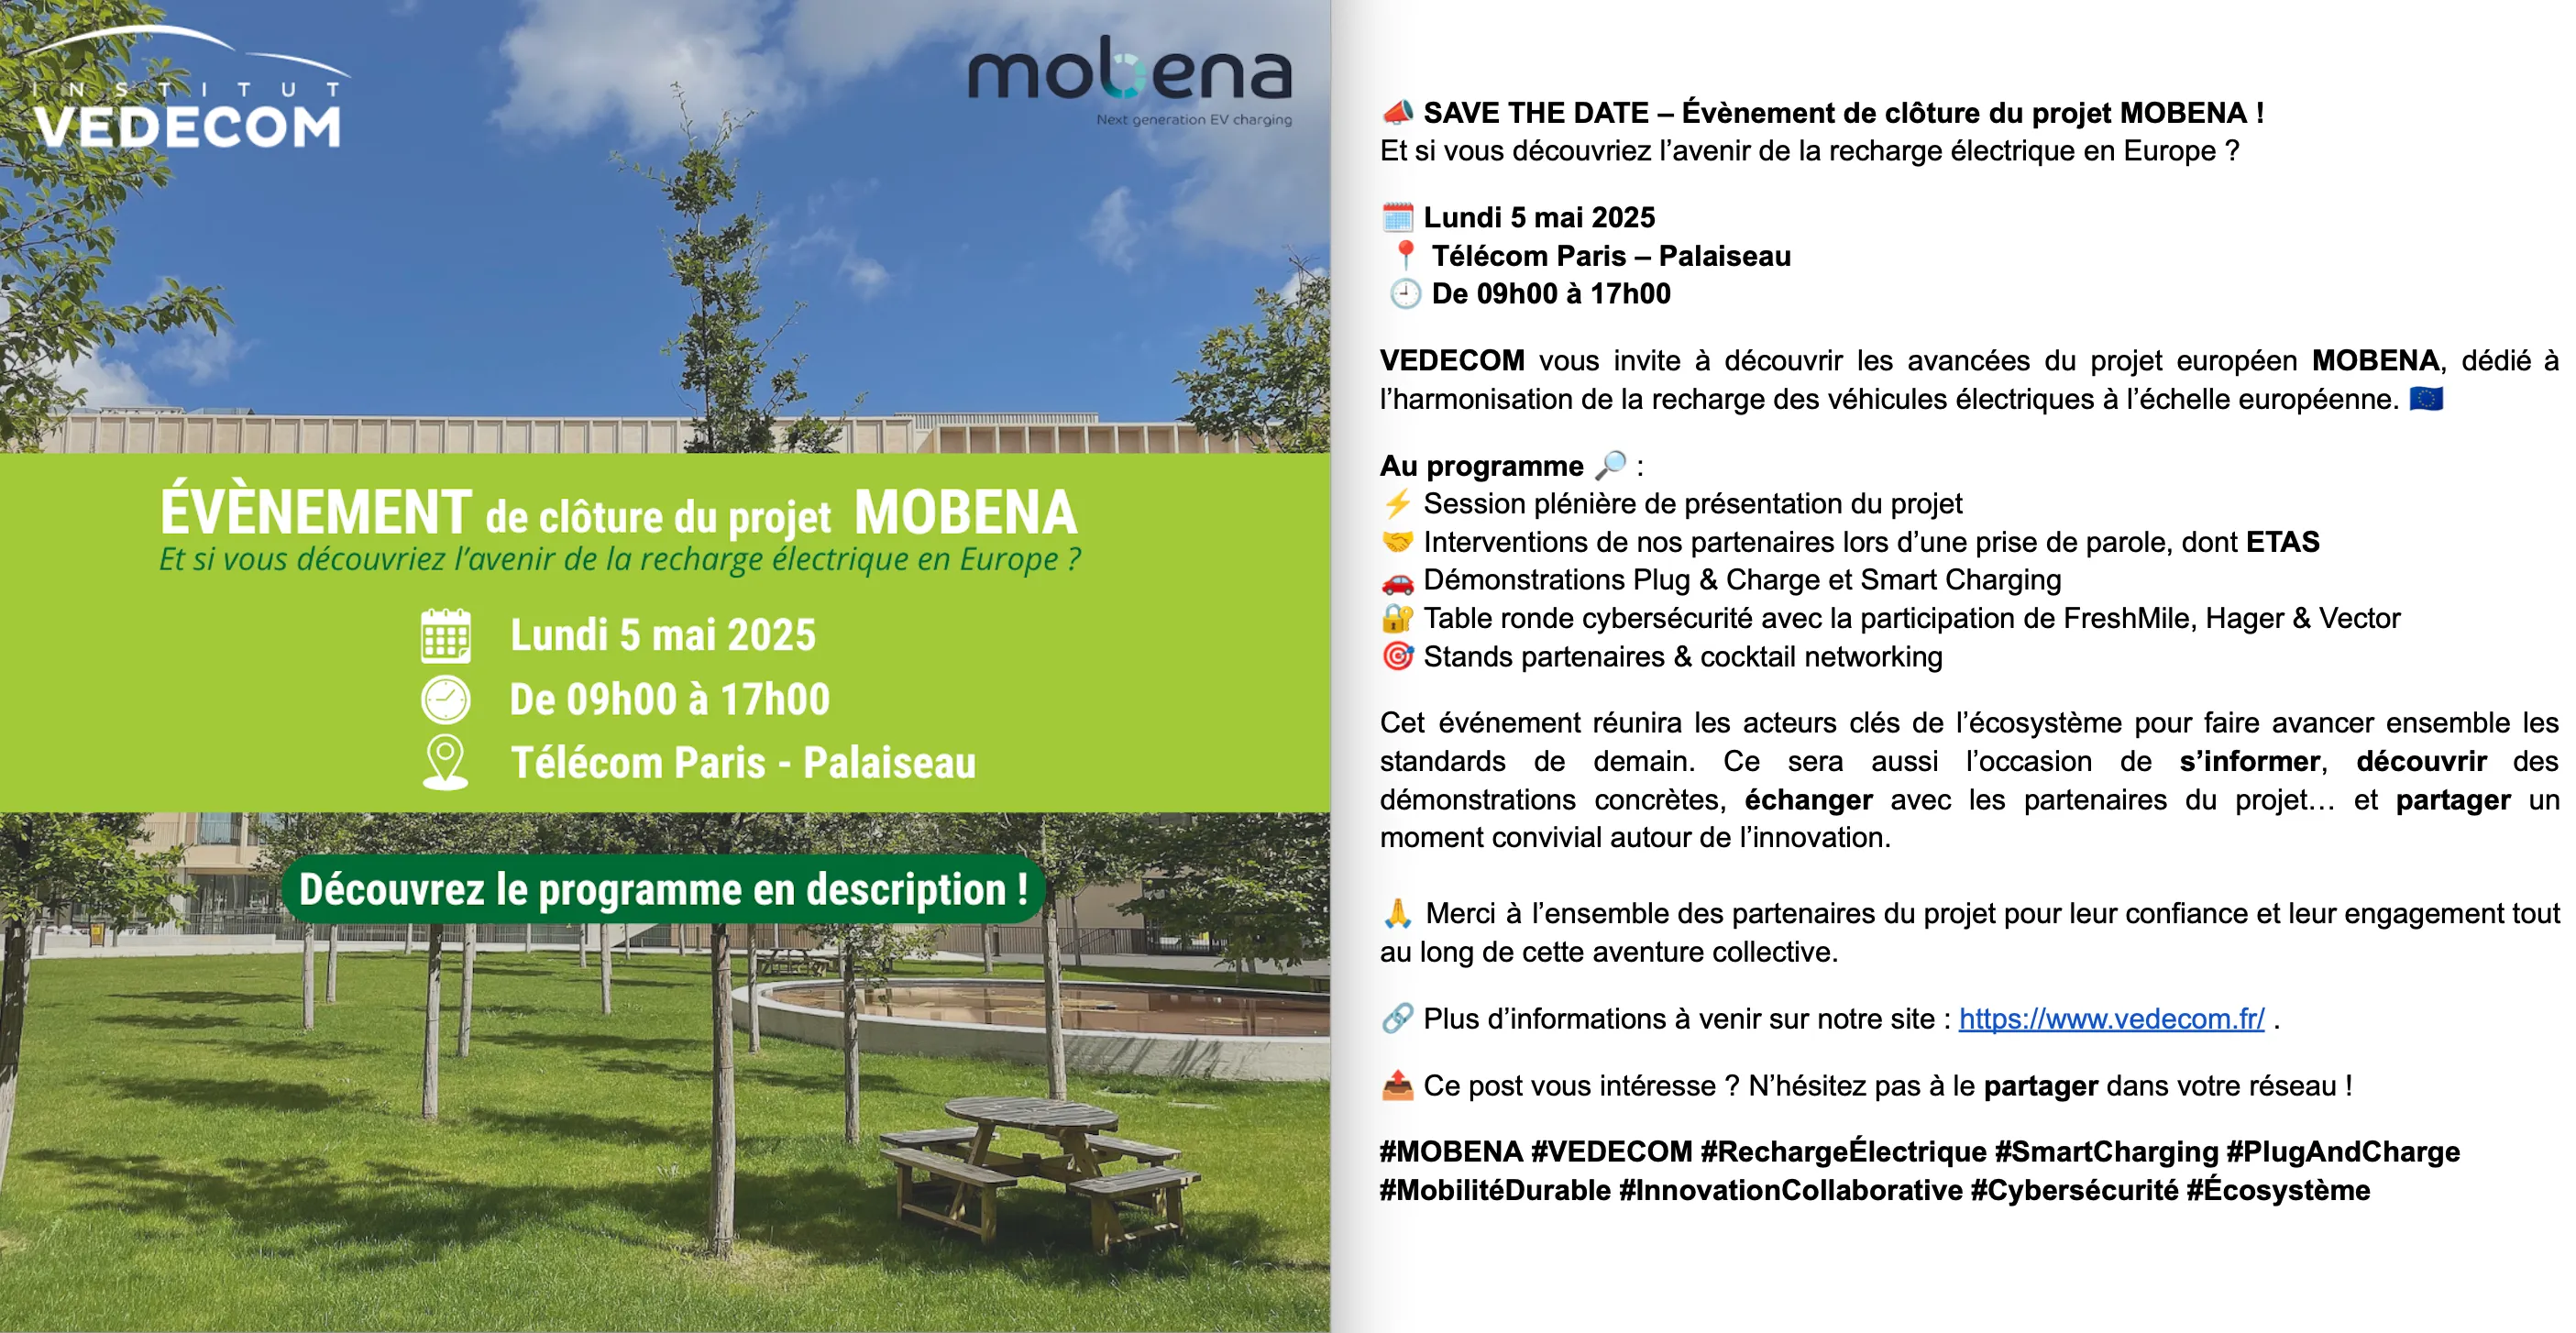 INSTITUT
VEDECOM
mobena
Next generation EV charging
ÉVÈNEMENT de clôture du projet MOBENA
Et si vous découvriez l'avenir de la recharge électrique en Europe ?
Lundi 5 mai 2025
De 09h00 à 17h00
Télécom Paris - Palaiseau
Découvrez le programme en description !
📣 SAVE THE DATE – Évènement de clôture du projet MOBENA !
Et si vous découvriez l’avenir de la recharge électrique en Europe ?
🗓️ Lundi 5 mai 2025
📍 Télécom Paris – Palaiseau
🕘 De 09h00 à 17h00
VEDECOM vous invite à découvrir les avancées du projet européen MOBENA, dédié à
l’harmonisation de la recharge des véhicules électriques à l’échelle européenne. 🇪🇺
Au programme 🔎 :
⚡ Session plénière de présentation du projet
🤝 Interventions de nos partenaires lors d’une prise de parole, dont ETAS
🚗 Démonstrations Plug & Charge et Smart Charging
🔐 Table ronde cybersécurité avec la participation de FreshMile, Hager & Vector
🎯 Stands partenaires & cocktail networking
Cet événement réunira les acteurs clés de l’écosystème pour faire avancer ensemble les
standards de demain. Ce sera aussi l’occasion de s’informer, découvrir des
démonstrations concrètes, échanger avec les partenaires du projet… et partager un
moment convivial autour de l’innovation.
🙏 Merci à l’ensemble des partenaires du projet pour leur confiance et leur engagement tout
au long de cette aventure collective.
🔗 Plus d’informations à venir sur notre site : https://www.vedecom.fr/ .
📤 Ce post vous intéresse ? N’hésitez pas à le partager dans votre réseau !
#MOBENA #VEDECOM #RechargeÉlectrique #SmartCharging #PlugAndCharge
#MobilitéDurable #InnovationCollaborative #Cybersécurité #Écosystème